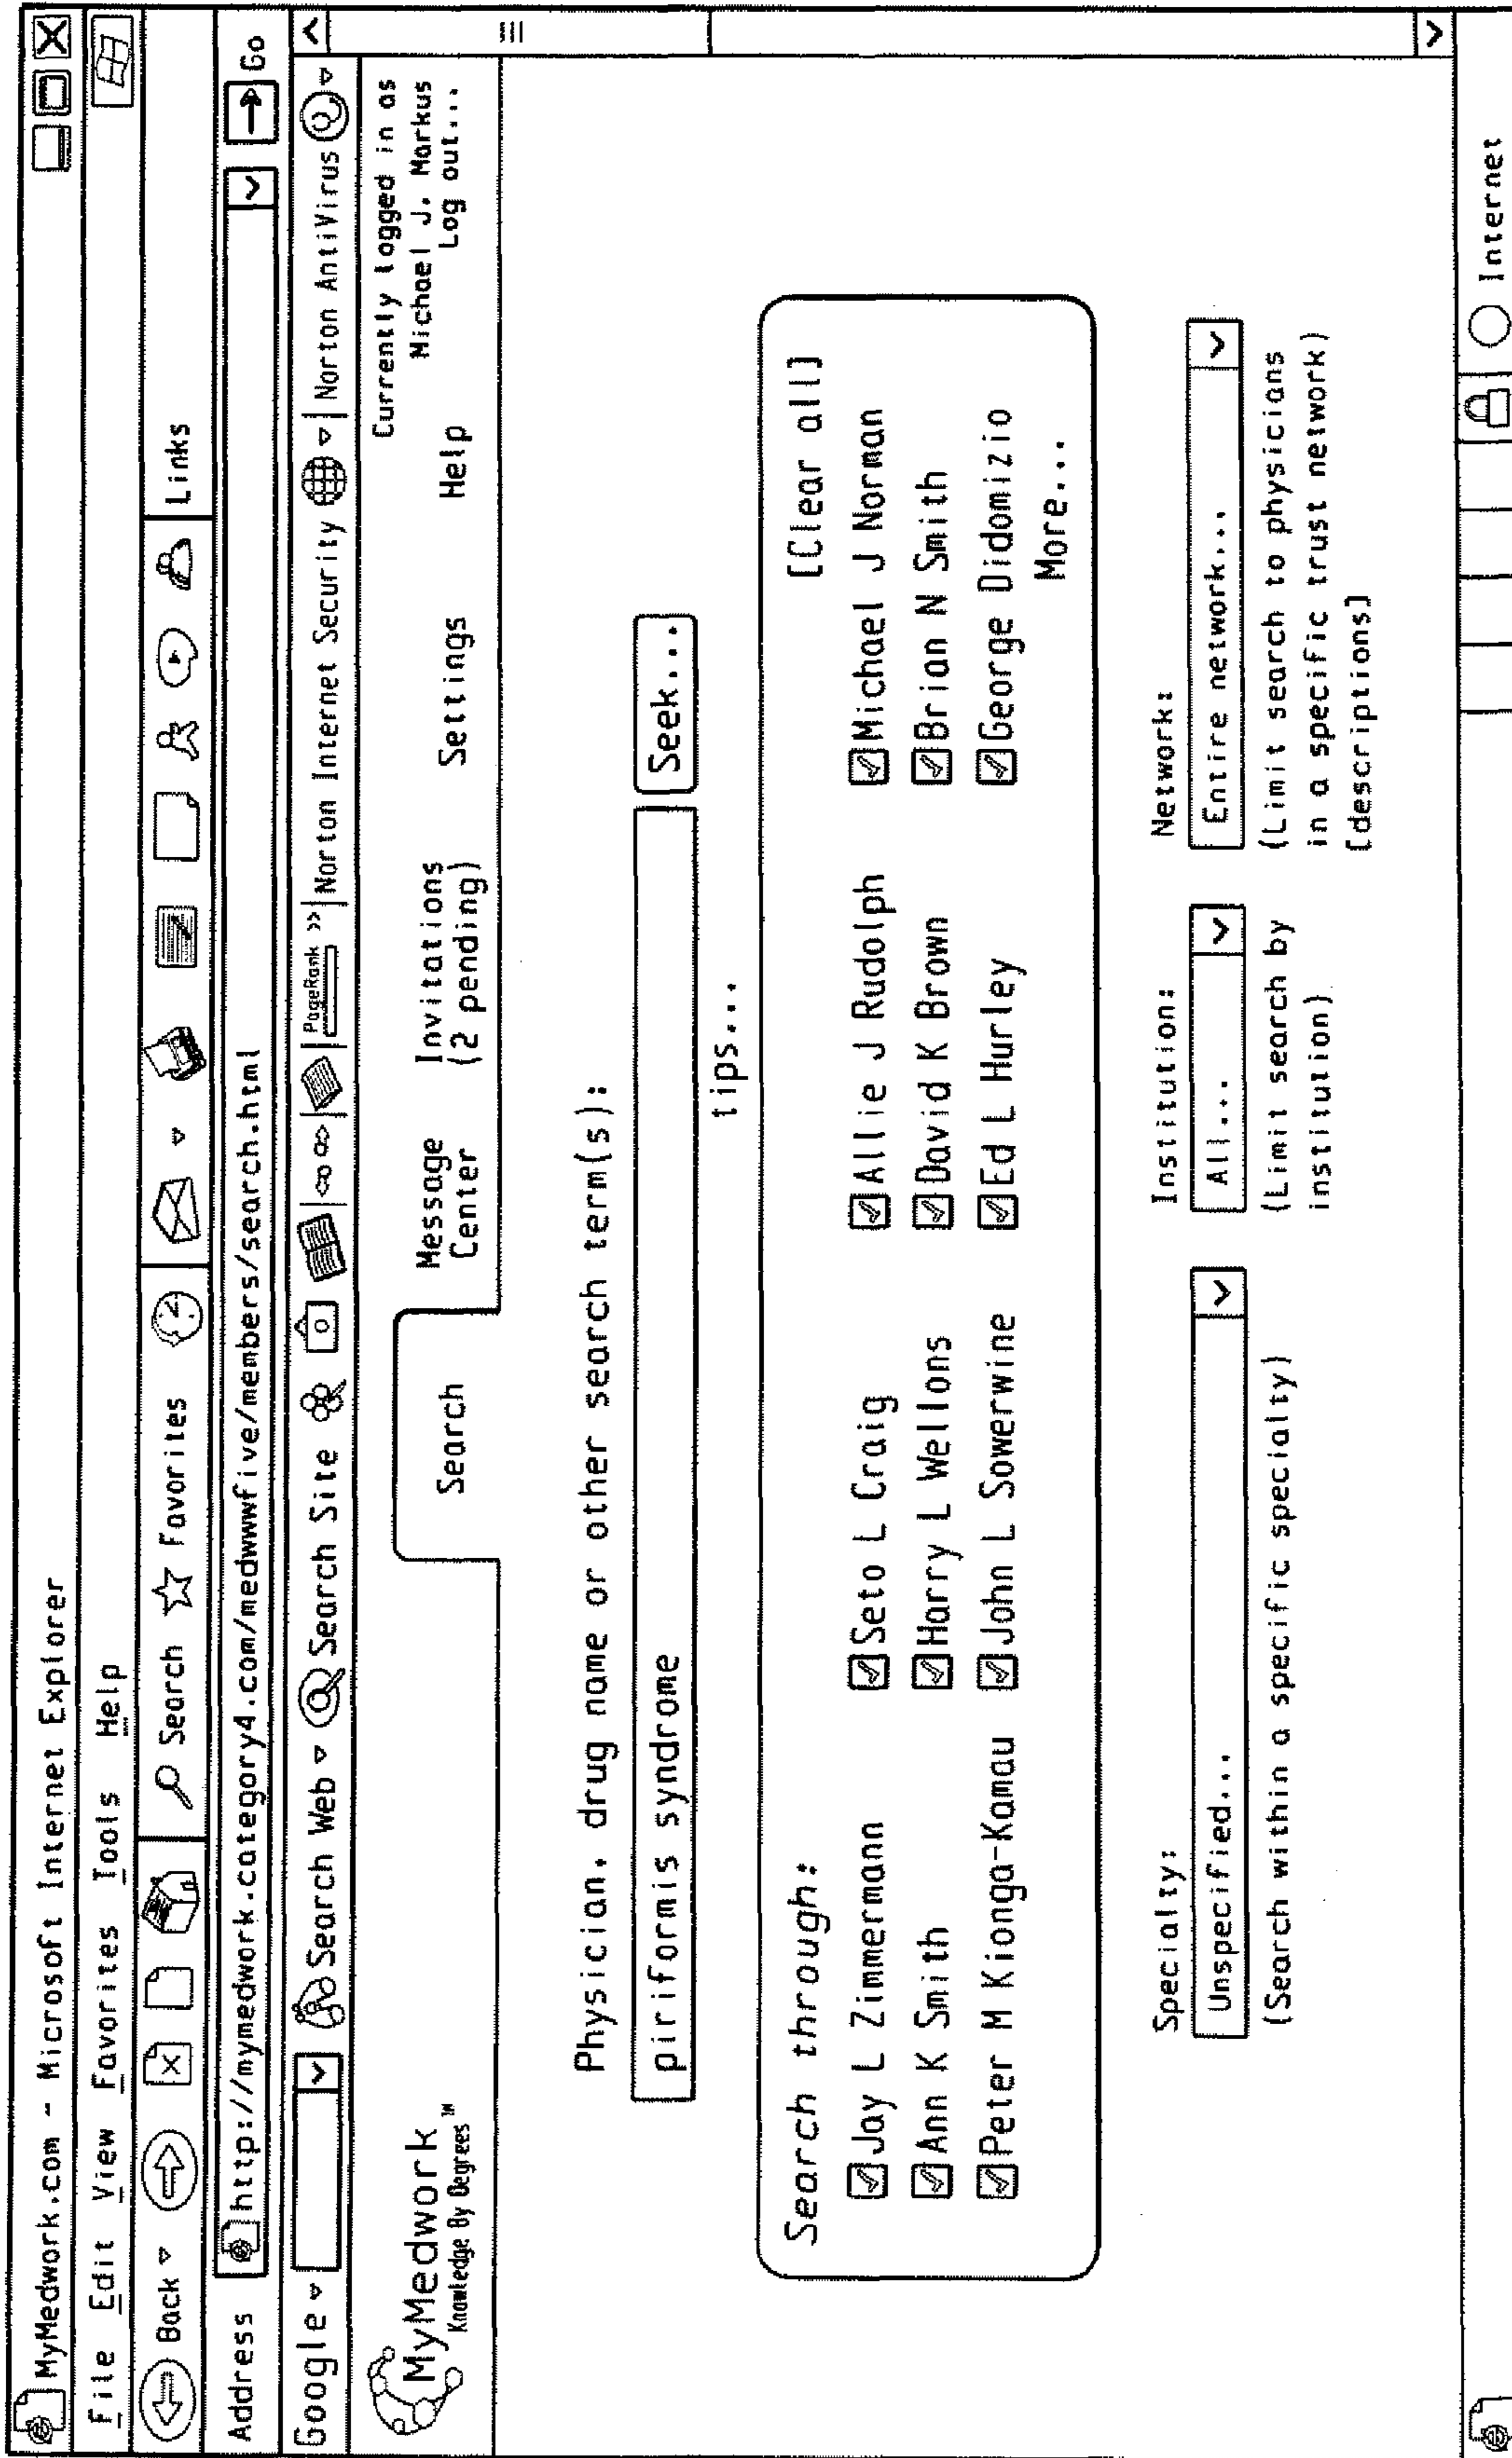 MyMedwork.com - Microsoft Internet Explorer
File Edit View Favorites Tools Help
Back Search Favorites Links
Address http://mymedwork.category4.com/medwwwfive/members/search.html Go
Google Search Web Search Site PageRank >> Norton Internet Security Norton AntiVirus
MyMedwork
Knowledge By Degrees™
Search
Message
Center
Invitations
(2 pending)
Settings
Help
Currently logged in as
Michael J. Markus
Log out...
Physician, drug name or other search term(s):
piriformis syndrome Seek...
tips...
Search through: [Clear all]
Jay L Zimmermann Seto L Craig Allie J Rudolph Michael J Norman
Ann K Smith Harry L Wellons David K Brown Brian N Smith
Peter M Kionga-Kamau John L Sowerwine Ed L Hurley George Didomizio
More...
Specialty: Institution: Network:
Unspecified... All... Entire network...
(Search within a specific specialty)
(Limit search by
institution)
(Limit search to physicians
in a specific trust network)
[descriptions]
Internet